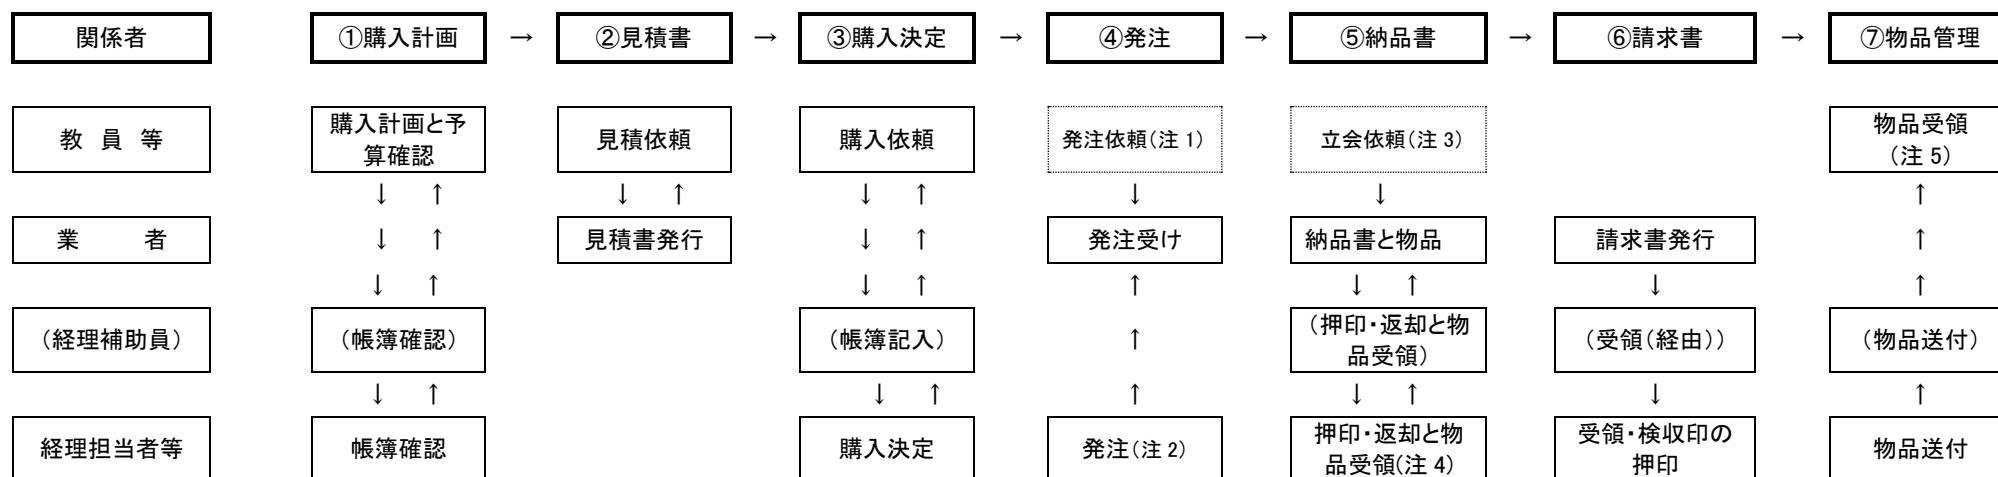 関係者 ①購入計画 → ②見積書 → ③購入決定 → ④発注 → ⑤納品書 → ⑥請求書 → ⑦物品管理
教 員 等
購入計画と予
算確認
見積依頼
購入依頼
発注依頼(注 1)
立会依頼(注 3)
物品受領
(注 5)
↓ ↑ ↓ ↑ ↓ ↑ ↓ ↓ ↑
業 者 ↓ ↑ 見積書発行 ↓ ↑ 発注受け 納品書と物品 請求書発行 ↑
↓ ↑ ↓ ↑ ↑ ↓ ↑ ↓ ↑
(経理補助員)
(帳簿確認)
(帳簿記入)
↑
(押印・返却と物
品受領)
(受領(経由))
(物品送付)
↓ ↑ ↓ ↑ ↑ ↓ ↑ ↓ ↑
経理担当者等
帳簿確認
購入決定
発注(注 2)
押印・返却と物
品受領(注 4)
受領・検収印の
押印
物品送付